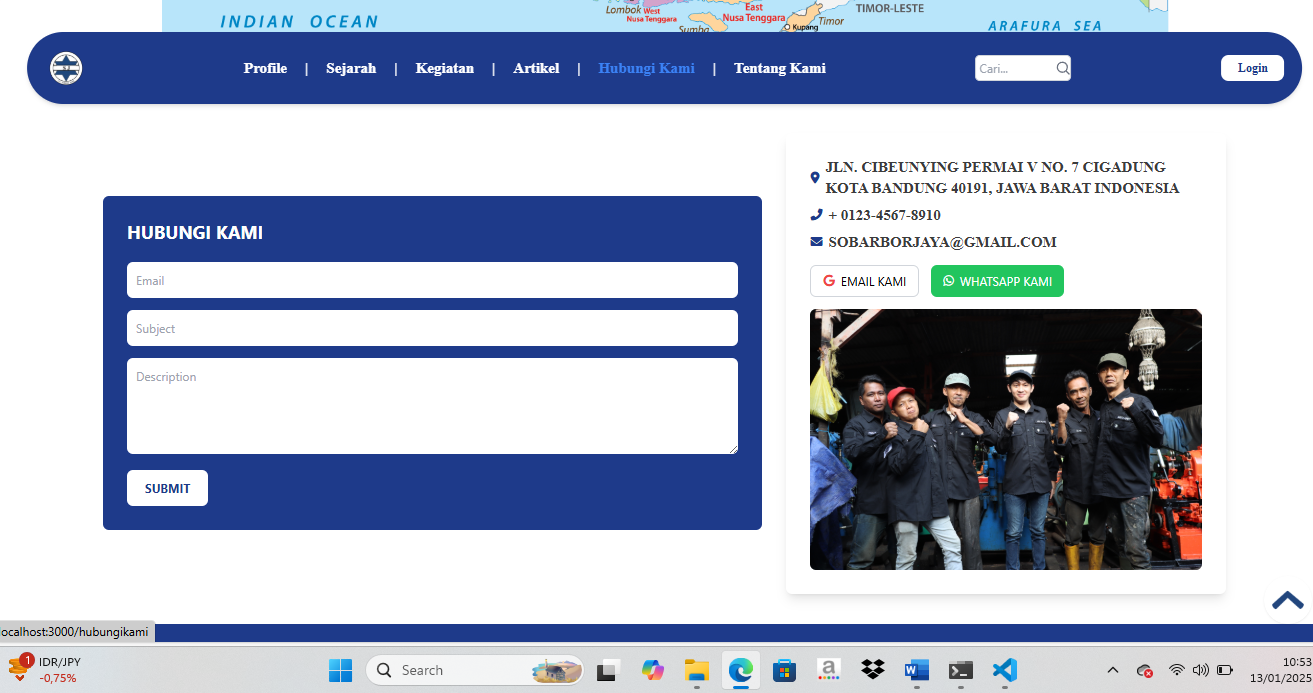 INDIAN OCEAN
Lombok West
Nusa Tenggara
Sumba
East
Nusa Tenggara
Kupang
Timor
TIMOR-LESTE
ARAFURA SEA
Profile | Sejarah | Kegiatan | Artikel | Hubungi Kami | Tentang Kami
Cari...
Login
HUBUNGI KAMI
Email
Subject
Description
SUBMIT
JLN. CIBEUNYING PERMAI V NO. 7 CIGADUNG
KOTA BANDUNG 40191, JAWA BARAT INDONESIA
+ 0123-4567-8910
SOBARBORJAYA@GMAIL.COM
EMAIL KAMI
WHATSAPP KAMI
localhost:3000/hubungikami
1
IDR/JPY
-0,75%
Search
10:53
13/01/2025